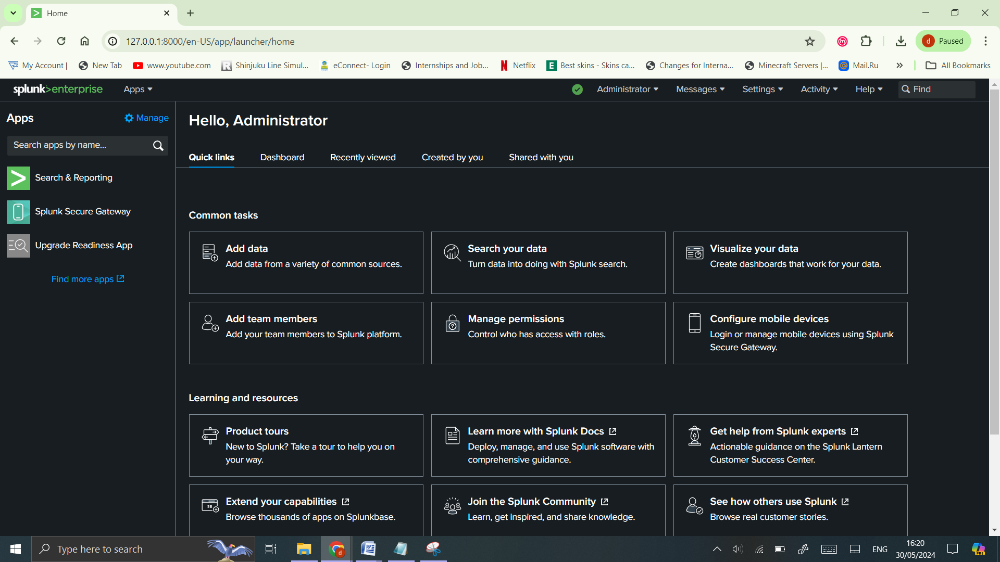 Home
127.0.0.1:8000/en-US/app/launcher/home
d Paused
My Account |
New Tab
www.youtube.com
Shinjuku Line Simul...
eConnect- Login
Internships and Job...
Netflix
Best skins - Skins ca...
Changes for Interna...
Minecraft Servers |...
Mail.Ru
All Bookmarks
splunk>enterprise
Apps
Administrator
Messages
Settings
Activity
Help
Find
Apps
Manage
Search apps by name...
Search & Reporting
Splunk Secure Gateway
Upgrade Readiness App
Find more apps
Hello, Administrator
Quick links
Dashboard
Recently viewed
Created by you
Shared with you
Common tasks
Add data
Add data from a variety of common sources.
Search your data
Turn data into doing with Splunk search.
Visualize your data
Create dashboards that work for your data.
Add team members
Add your team members to Splunk platform.
Manage permissions
Control who has access with roles.
Configure mobile devices
Login or manage mobile devices using Splunk
Secure Gateway.
Learning and resources
Product tours
New to Splunk? Take a tour to help you on
your way.
Learn more with Splunk Docs
Deploy, manage, and use Splunk software with
comprehensive guidance.
Get help from Splunk experts
Actionable guidance on the Splunk Lantern
Customer Success Center.
SB
Extend your capabilities
Browse thousands of apps on Splunkbase.
Join the Splunk Community
Learn, get inspired, and share knowledge.
See how others use Splunk
Browse real customer stories.
Type here to search
d
ENG
16:20
30/05/2024
PRE